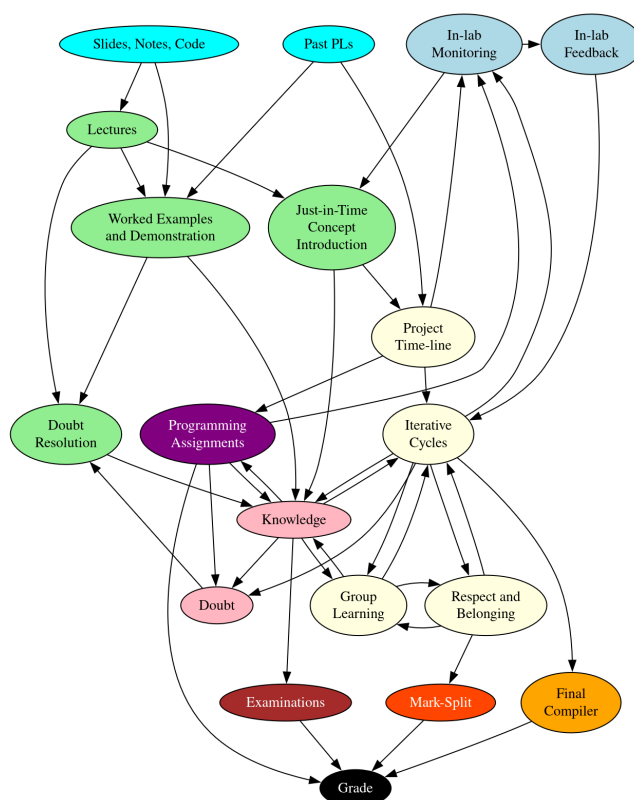 Slides, Notes, Code
Past PLs
In-lab
Monitoring
In-lab
Feedback
Lectures
Worked Examples
and Demonstration
Just-in-Time
Concept
Introduction
Project
Time-line
Doubt
Resolution
Programming
Assignments
Iterative
Cycles
Knowledge
Doubt
Group
Learning
Respect and
Belonging
Examinations
Mark-Split
Final
Compiler
Grade